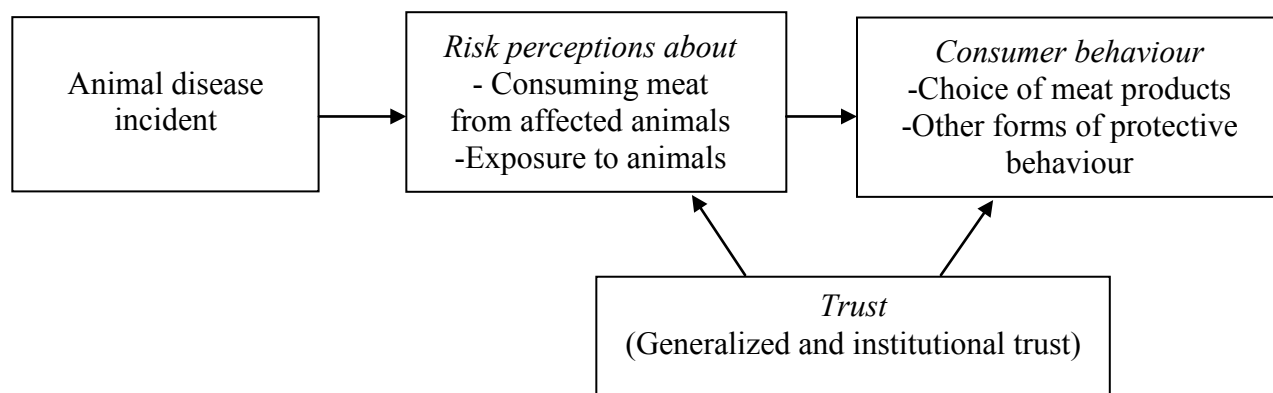 Animal disease
incident
Risk perceptions about
- Consuming meat
from affected animals
-Exposure to animals
Consumer behaviour
-Choice of meat products
-Other forms of protective
behaviour
Trust
(Generalized and institutional trust)